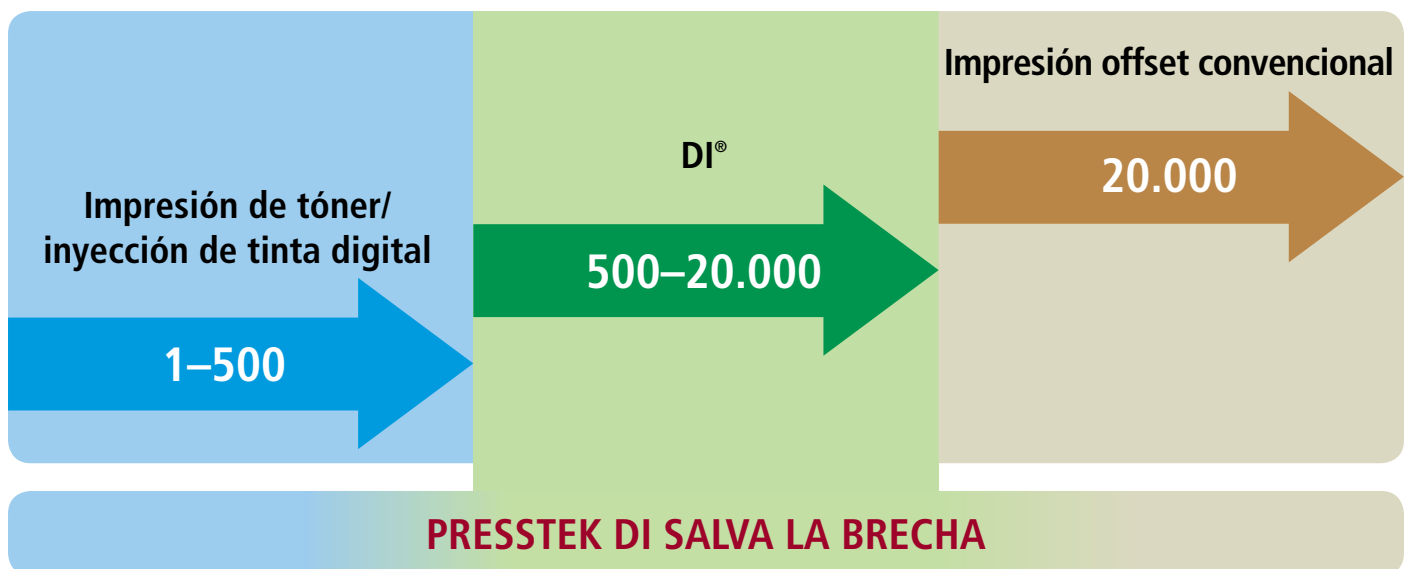 Impresión de tóner/
inyección de tinta digital
1–500
DI®
500–20.000
Impresión offset convencional
20.000
PRESSTEK DI SALVA LA BRECHA